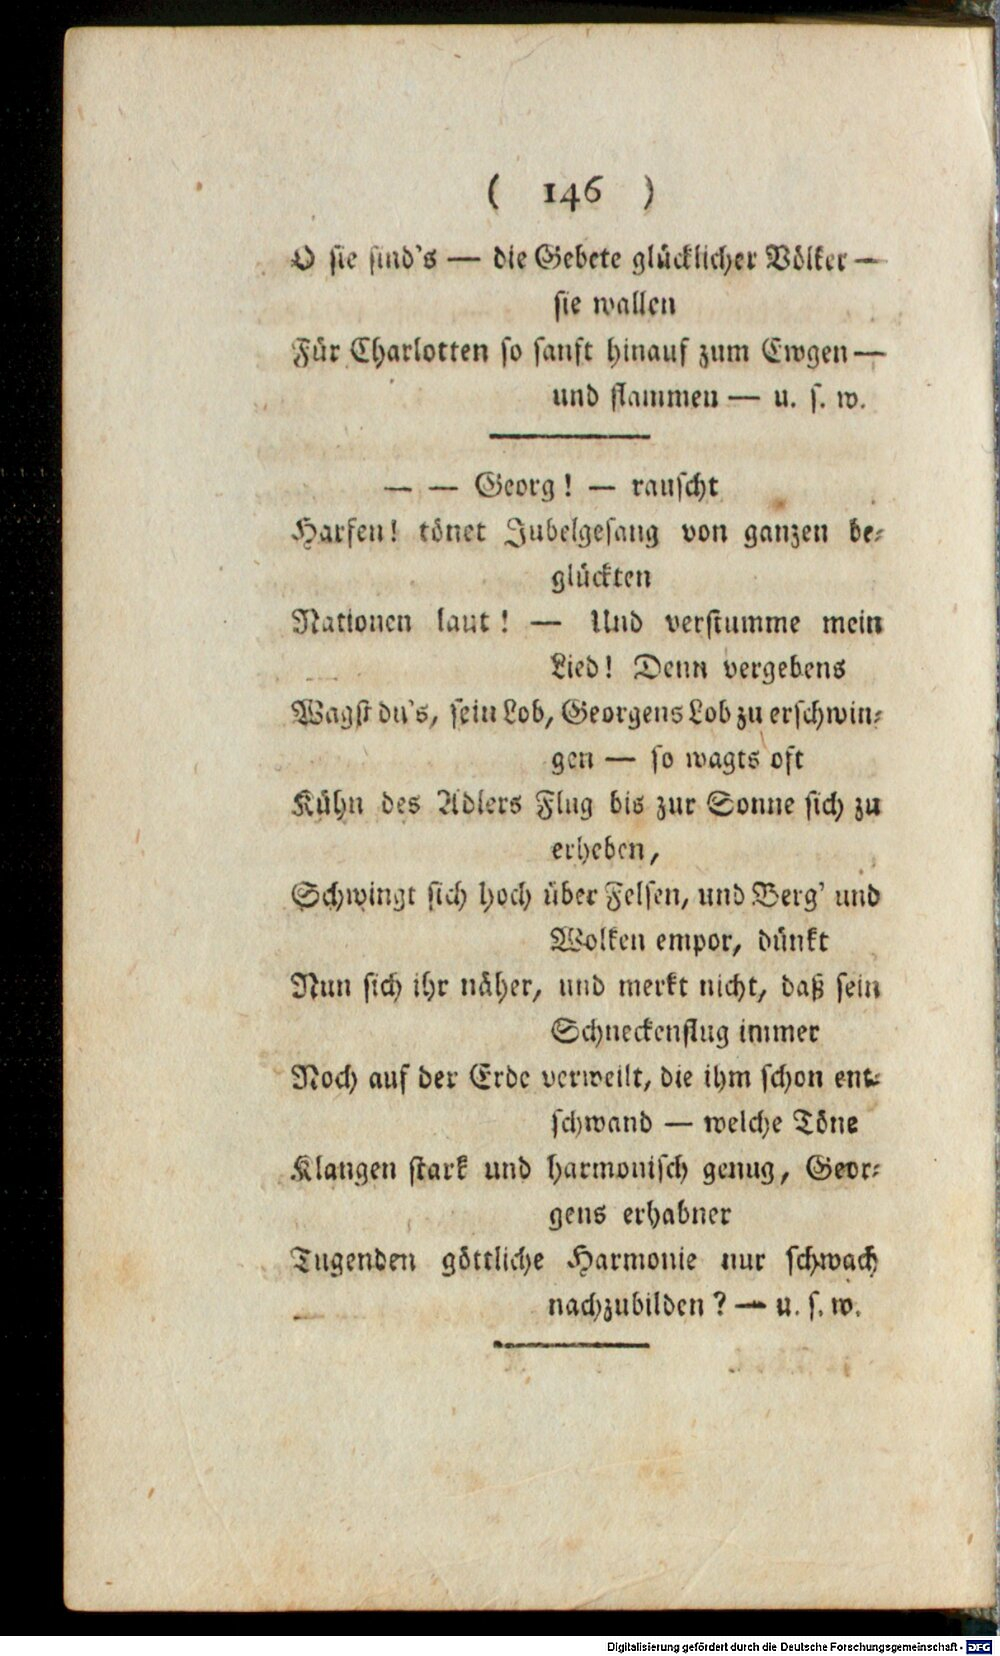 ( 146 )
O sie sind's — die Gebete glücklicher Völker —
sie wallen
Für Charlotten so sanft hinauf zum Ewgen —
und flammen — u. s. w.
— — Georg! — rauscht
Harfen! tönet Jubelgesang von ganzen be-
glückten
Nationen laut! — Und verstumme mein
Lied! Denn vergebens
Wagst du's, sein Lob, Georgens Lob zu erschwin-
gen — so wagts oft
Kühn des Adlers Flug bis zur Sonne sich zu
erheben,
Schwingt sich hoch über Felsen, und Berg' und
Wolken empor, dünkt
Nun sich ihr näher, und merkt nicht, daß sein
Schneckenflug immer
Noch auf der Erde verweilt, die ihm schon ent-
schwand — welche Töne
Klangen stark und harmonisch genug, Geor-
gens erhabner
Tugenden göttliche Harmonie nur schwach
nachzubilden? — u. s. w.
Digitalisierung gefördert durch die Deutsche Forschungsgemeinschaft - DFG